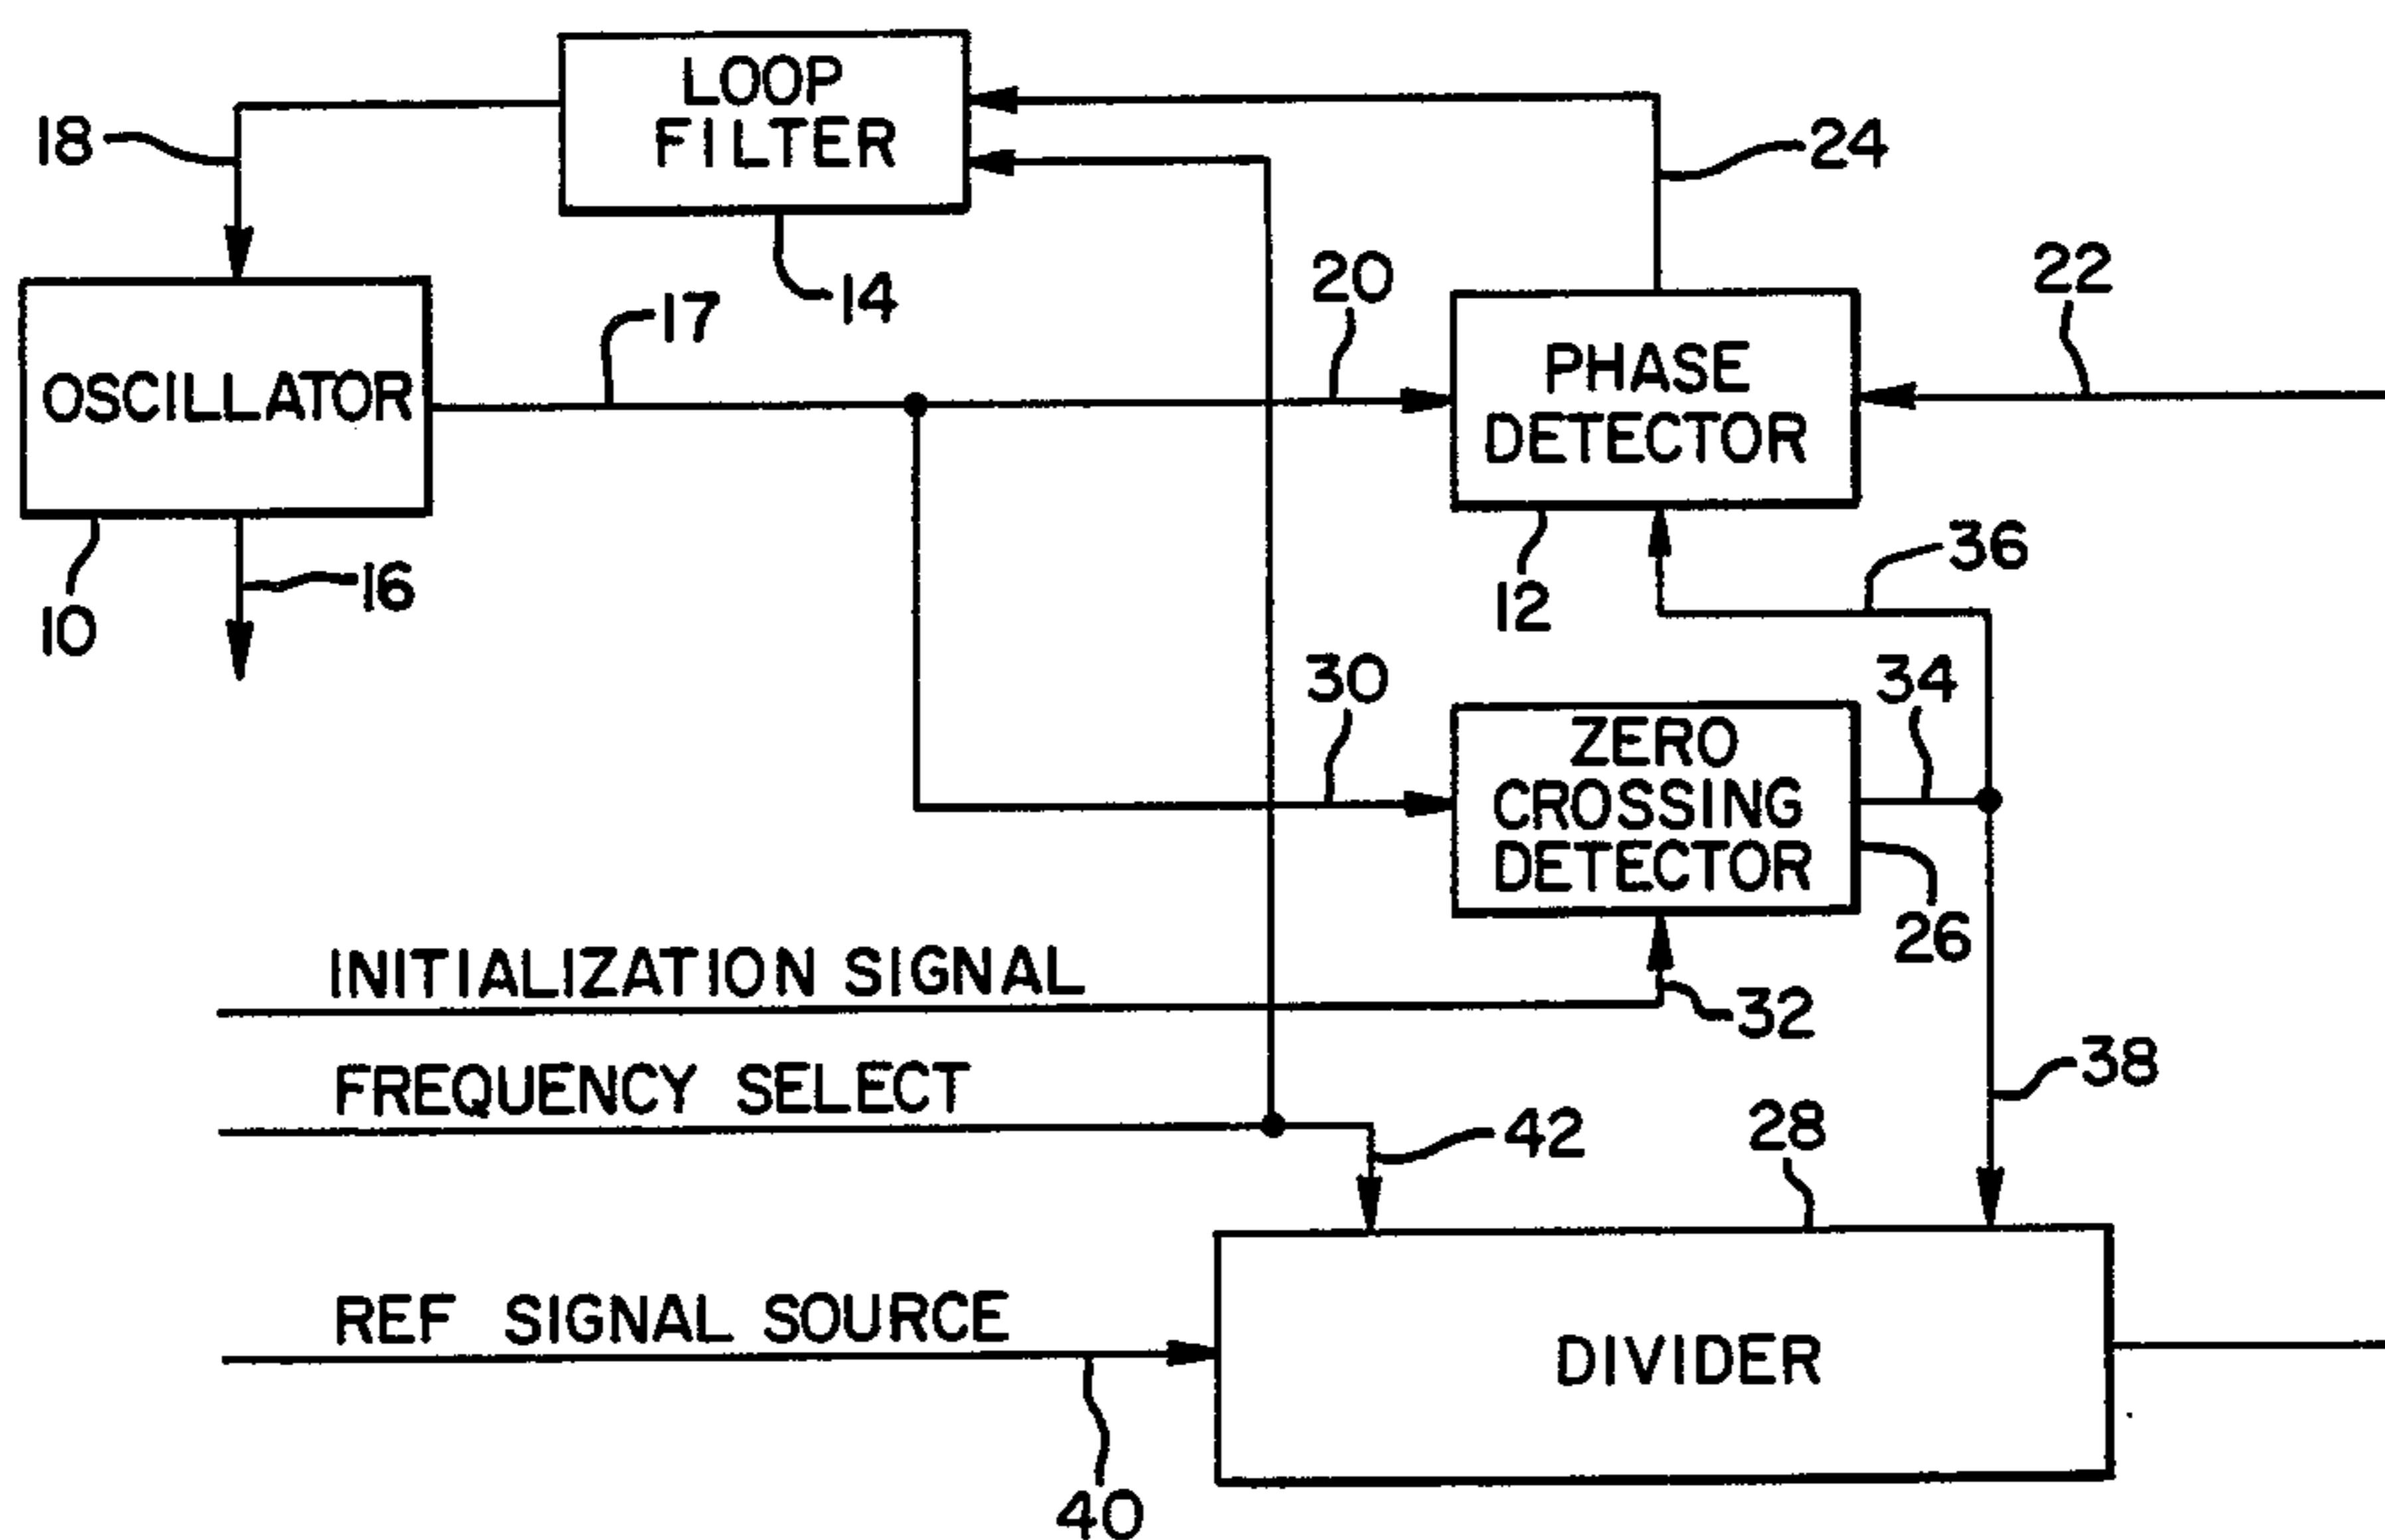 LOOP
FILTER
18
24
14
20
22
17
OSCILLATOR
PHASE
DETECTOR
36
16
10
12
30
34
ZERO
CROSSING
DETECTOR
26
INITIALIZATION SIGNAL
32
FREQUENCY SELECT
38
42
28
REF SIGNAL SOURCE
DIVIDER
40